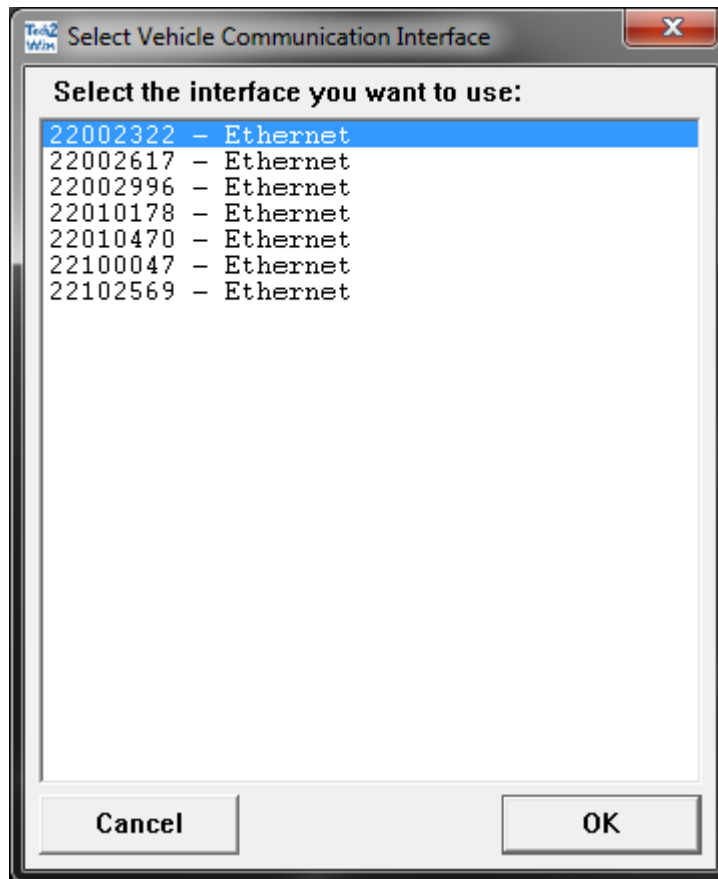 Tech2
Win
Select Vehicle Communication Interface
Select the interface you want to use:
22002322 – Ethernet
22002617 – Ethernet
22002996 – Ethernet
22010178 – Ethernet
22010470 – Ethernet
22100047 – Ethernet
22102569 – Ethernet
Cancel
OK